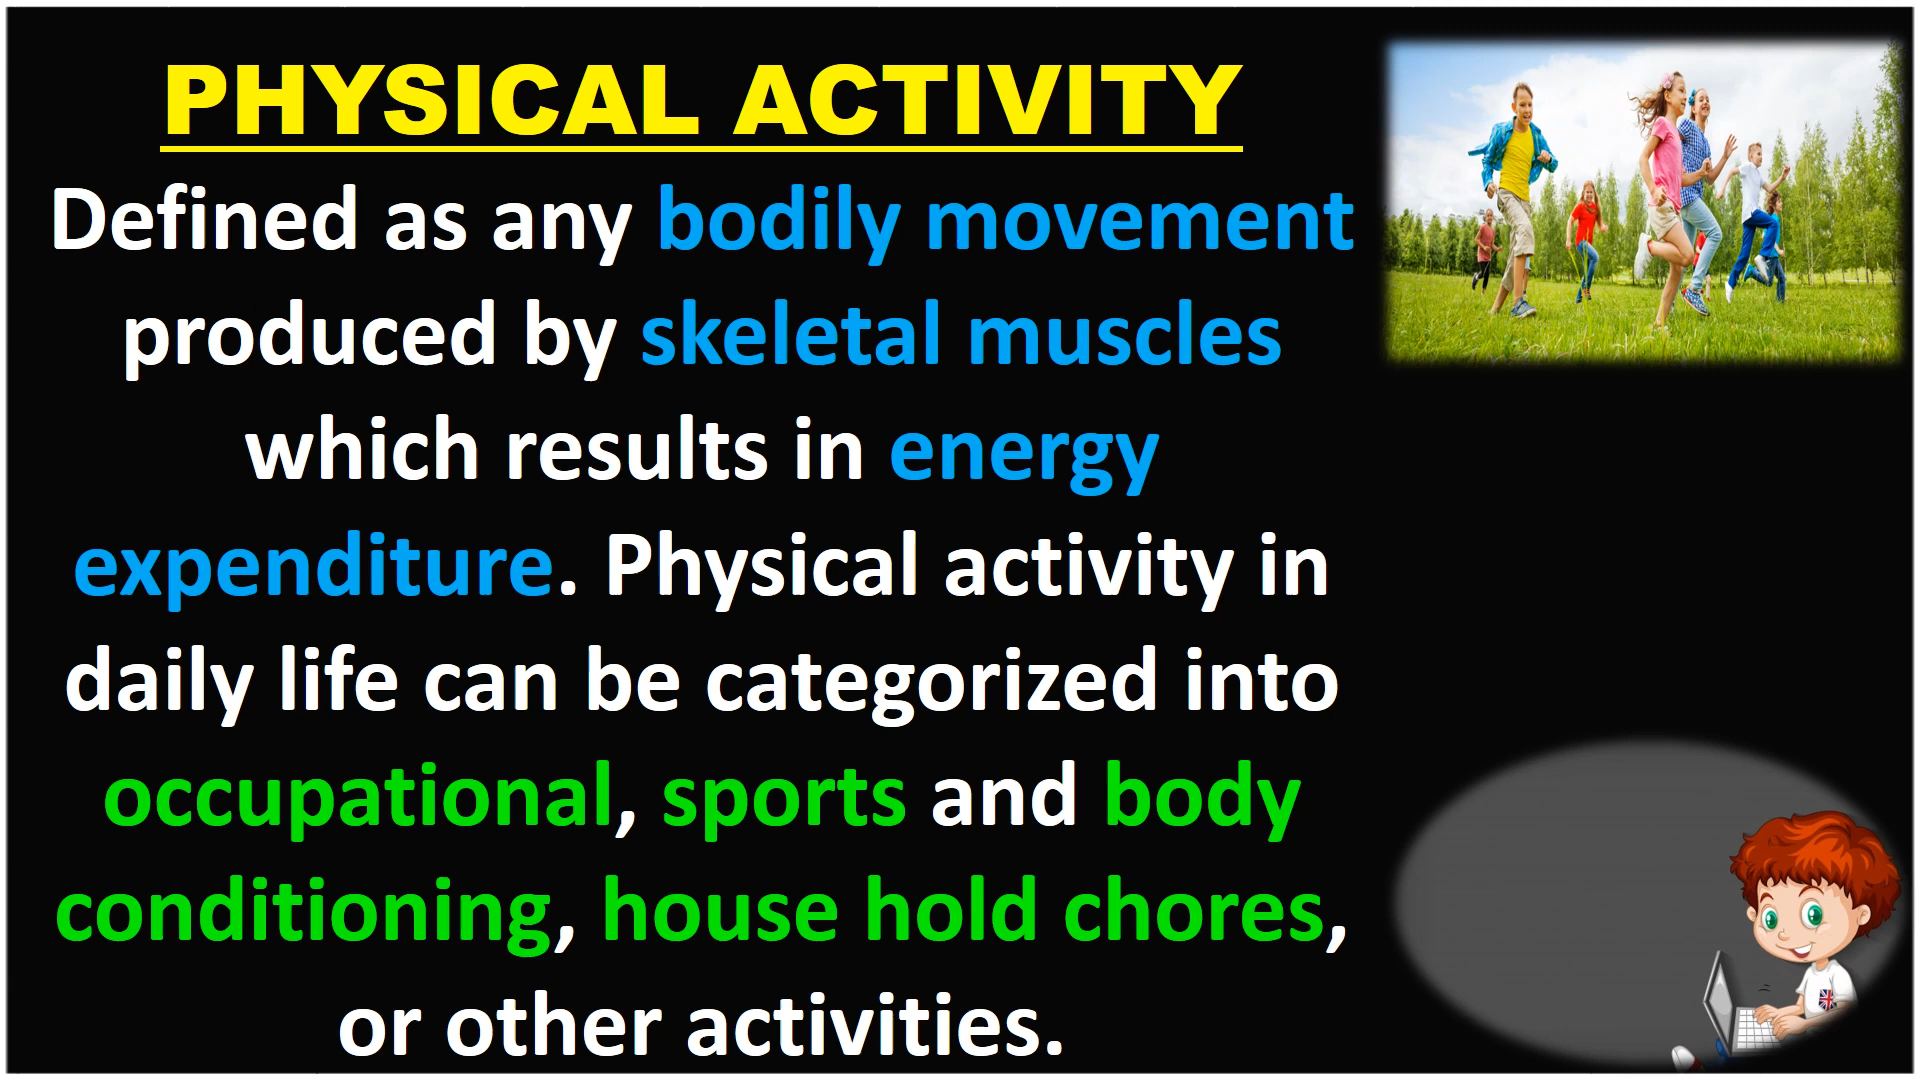 PHYSICAL ACTIVITY
Defined as any bodily movement
produced by skeletal muscles
which results in energy
expenditure. Physical activity in
daily life can be categorized into
occupational, sports and body
conditioning, house hold chores,
or other activities.